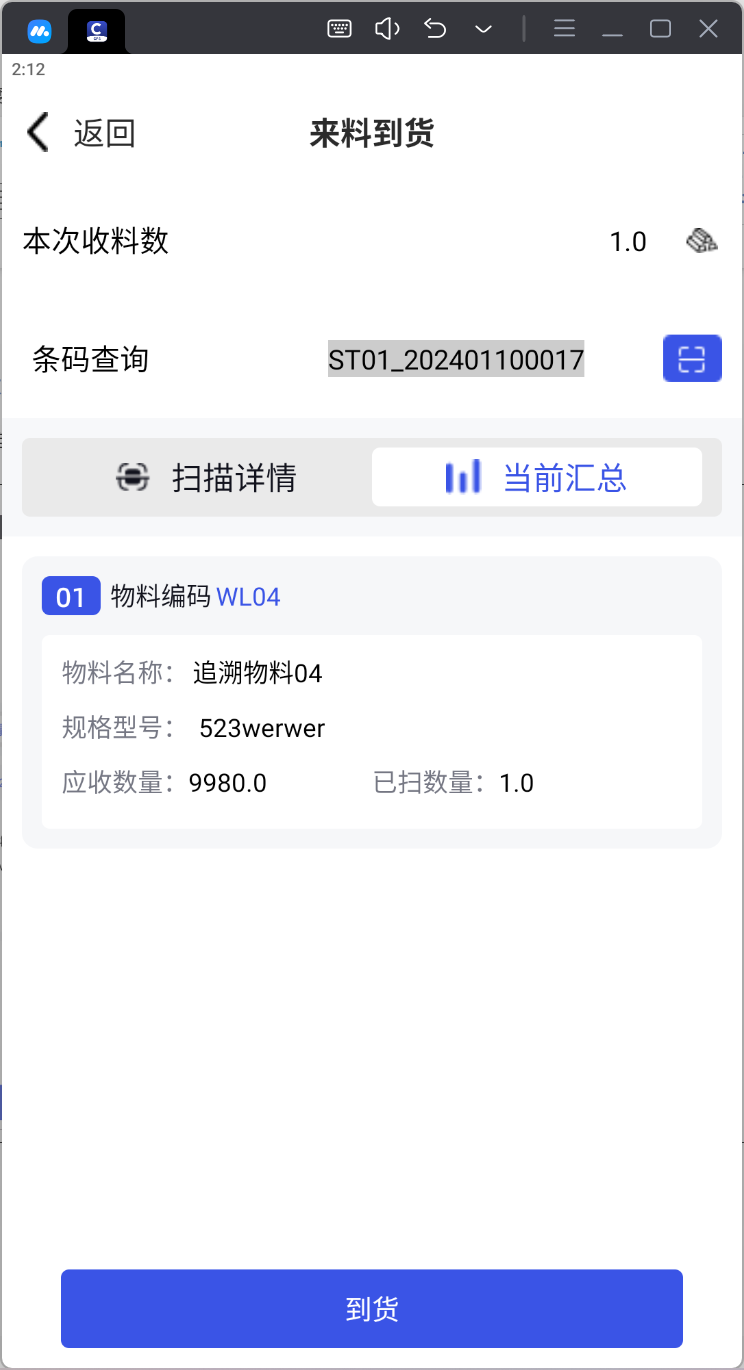 2:12
返回
来料到货
本次收料数 1.0
条码查询 ST01_202401100017
扫描详情 当前汇总
01 物料编码 WL04
物料名称： 追溯物料04
规格型号： 523werwer
应收数量：9980.0 已扫数量：1.0
到货